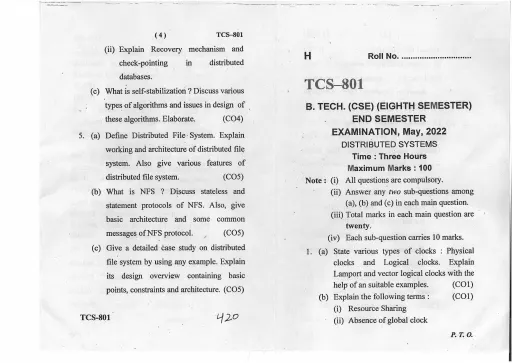 ( 4 ) TCS-801
(ii) Explain Recovery mechanism and
check-pointing in distributed
databases.
(c) What is self-stabilization ? Discuss various
types of algorithms and issues in design of
these algorithms. Elaborate. (CO4)
5. (a) Define Distributed File System. Explain
working and architecture of distributed file
system. Also give various features of
distributed file system. (CO5)
(b) What is NFS ? Discuss stateless and
statement protocols of NFS. Also, give
basic architecture and some common
messages of NFS protocol. (CO5)
(c) Give a detailed case study on distributed
file system by using any example. Explain
its design overview containing basic
points, constraints and architecture. (CO5)
TCS-801 420
H Roll No. ..............................
TCS-801
B. TECH. (CSE) (EIGHTH SEMESTER)
END SEMESTER
EXAMINATION, May, 2022
DISTRIBUTED SYSTEMS
Time : Three Hours
Maximum Marks : 100
Note : (i) All questions are compulsory.
(ii) Answer any two sub-questions among
(a), (b) and (c) in each main question.
(iii) Total marks in each main question are
twenty.
(iv) Each sub-question carries 10 marks.
1. (a) State various types of clocks : Physical
clocks and Logical clocks. Explain
Lamport and vector logical clocks with the
help of an suitable examples. (CO1)
(b) Explain the following terms : (CO1)
(i) Resource Sharing
(ii) Absence of global clock
P. T. O.